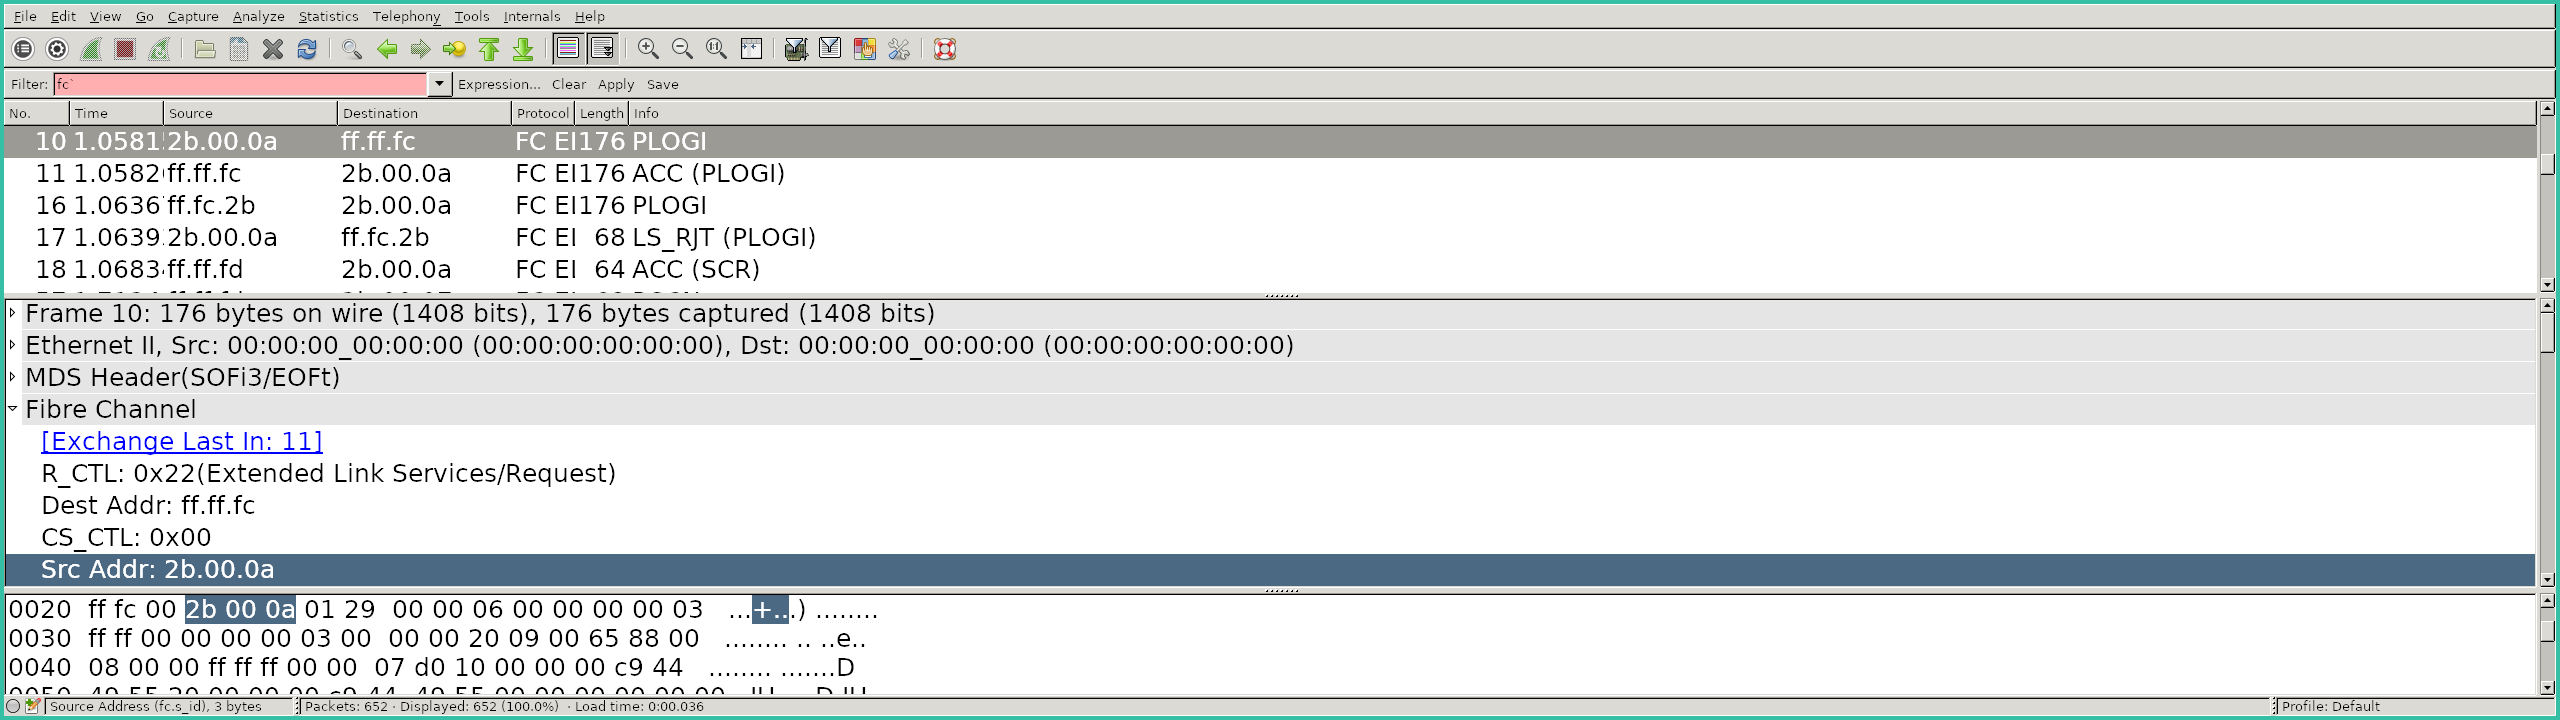 File Edit View Go Capture Analyze Statistics Telephony Tools Internals Help
Filter: fc` Expression... Clear Apply Save
No. Time Source Destination Protocol Length Info
10 1.0581 2b.00.0a ff.ff.fc FC El 176 PLOGI
11 1.0582 ff.ff.fc 2b.00.0a FC El 176 ACC (PLOGI)
16 1.0636 ff.fc.2b 2b.00.0a FC El 176 PLOGI
17 1.0639 2b.00.0a ff.fc.2b FC El 68 LS_RJT (PLOGI)
18 1.0683 ff.ff.fd 2b.00.0a FC El 64 ACC (SCR)
Frame 10: 176 bytes on wire (1408 bits), 176 bytes captured (1408 bits)
Ethernet II, Src: 00:00:00_00:00:00 (00:00:00:00:00:00), Dst: 00:00:00_00:00:00 (00:00:00:00:00:00)
MDS Header(SOFi3/EOFt)
Fibre Channel
[Exchange Last In: 11]
R_CTL: 0x22(Extended Link Services/Request)
Dest Addr: ff.ff.fc
CS_CTL: 0x00
Src Addr: 2b.00.0a
0020 ff fc 00 2b 00 0a 01 29 00 00 06 00 00 00 00 03 ...+...) ........
0030 ff ff 00 00 00 00 03 00 00 00 20 09 00 65 88 00 ........ .. ..e..
0040 08 00 00 ff ff ff 00 00 07 d0 10 00 00 00 c9 44 ........ .......D
Source Address (fc.s_id), 3 bytes Packets: 652 · Displayed: 652 (100.0%) · Load time: 0:00.036 Profile: Default